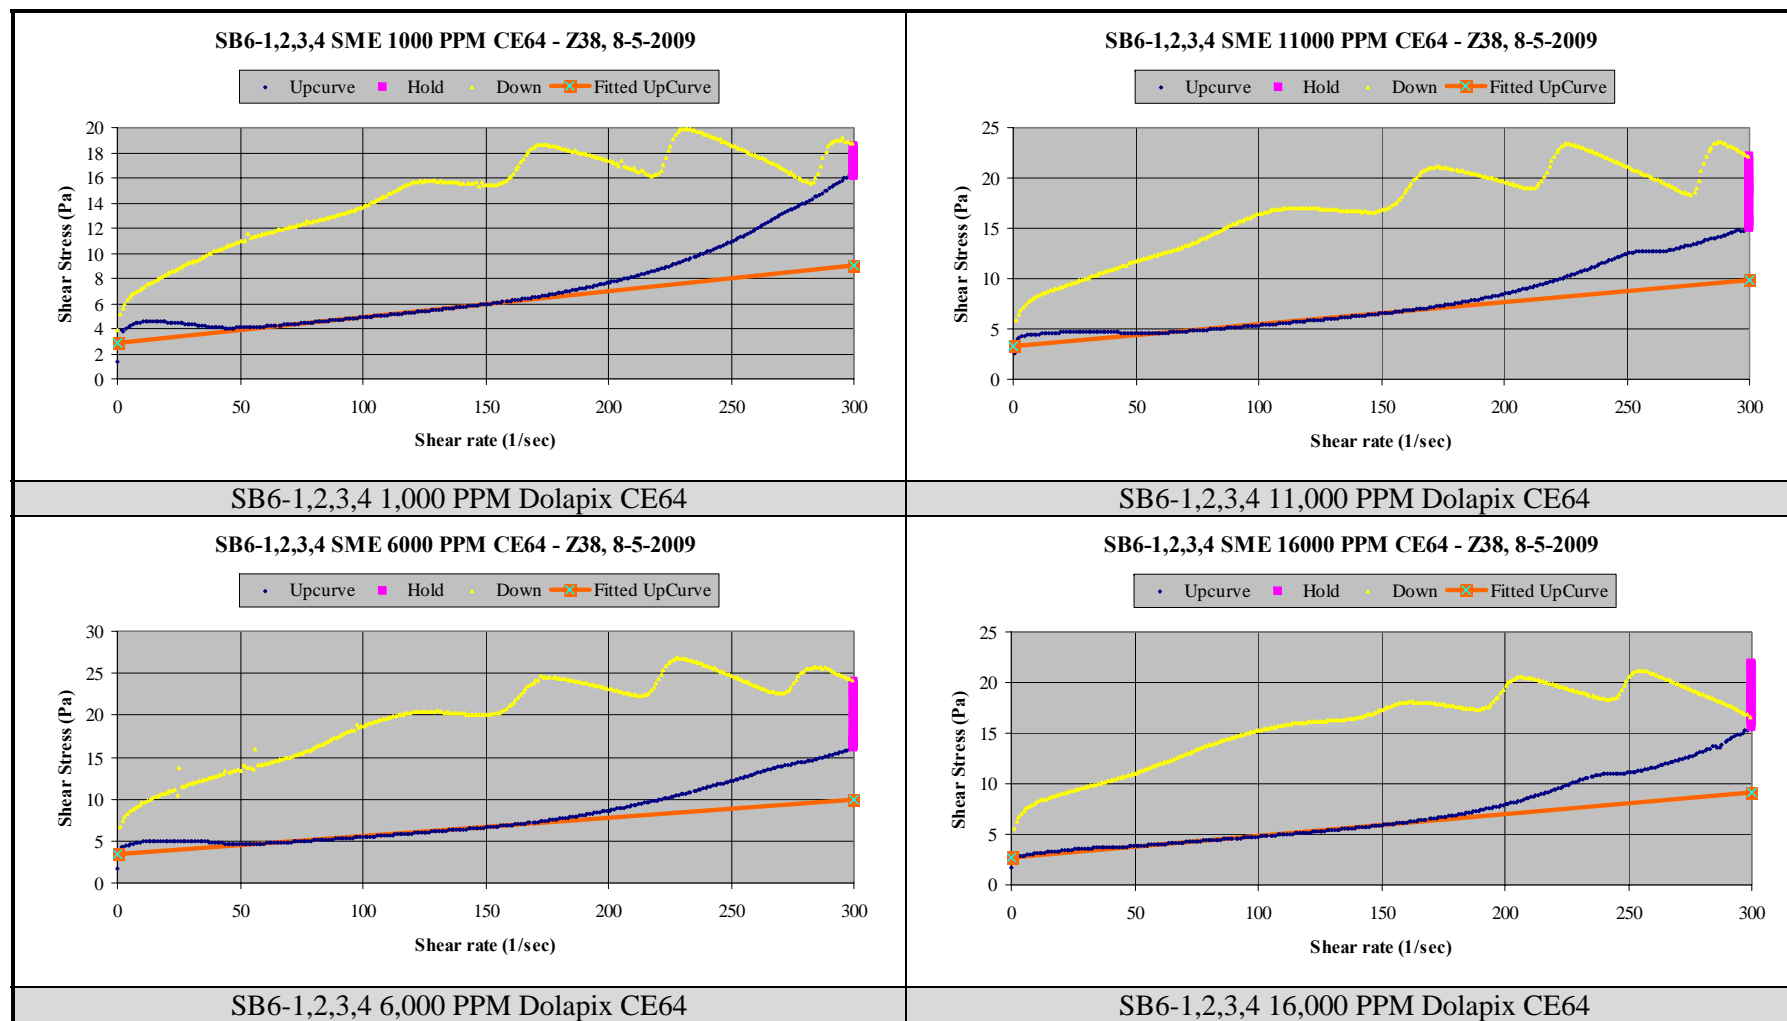 SB6-1,2,3,4 SME 1000 PPM CE64 - Z38, 8-5-2009
Upcurve Hold Down Fitted UpCurve
Shear Stress (Pa)
20
18
16
14
12
10
8
6
4
2
0
0 50 100 150 200 250 300
Shear rate (1/sec)
SB6-1,2,3,4 1,000 PPM Dolapix CE64
SB6-1,2,3,4 SME 11000 PPM CE64 - Z38, 8-5-2009
Upcurve Hold Down Fitted UpCurve
Shear Stress (Pa)
25
20
15
10
5
0
0 50 100 150 200 250 300
Shear rate (1/sec)
SB6-1,2,3,4 11,000 PPM Dolapix CE64
SB6-1,2,3,4 SME 6000 PPM CE64 - Z38, 8-5-2009
Upcurve Hold Down Fitted UpCurve
Shear Stress (Pa)
30
25
20
15
10
5
0
0 50 100 150 200 250 300
Shear rate (1/sec)
SB6-1,2,3,4 6,000 PPM Dolapix CE64
SB6-1,2,3,4 SME 16000 PPM CE64 - Z38, 8-5-2009
Upcurve Hold Down Fitted UpCurve
Shear Stress (Pa)
25
20
15
10
5
0
0 50 100 150 200 250 300
Shear rate (1/sec)
SB6-1,2,3,4 16,000 PPM Dolapix CE64